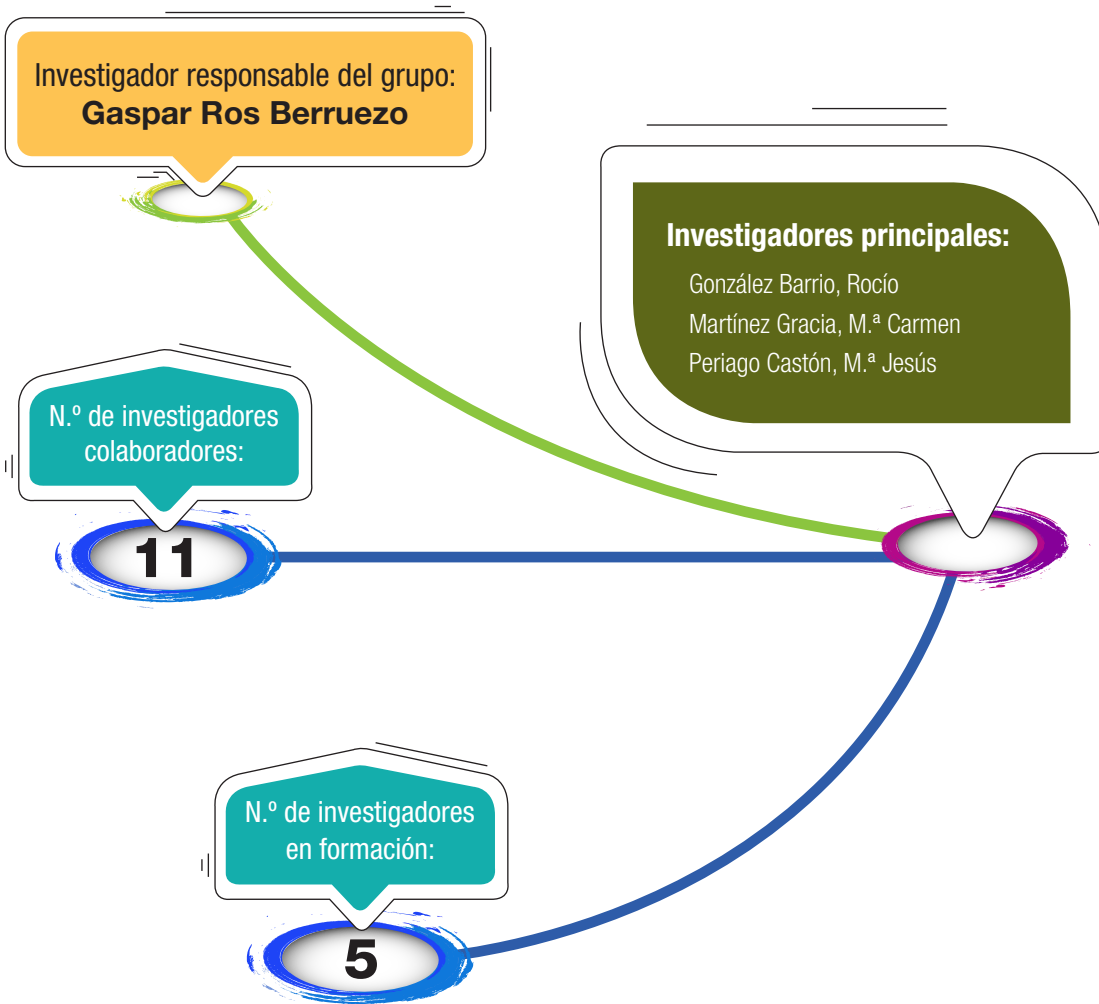 Investigador responsable del grupo:
Gaspar Ros Berruezo
Investigadores principales:
González Barrio, Rocío
Martínez Gracia, M.ª Carmen
Periago Castón, M.ª Jesús
N.º de investigadores
colaboradores:
11
N.º de investigadores
en formación:
5